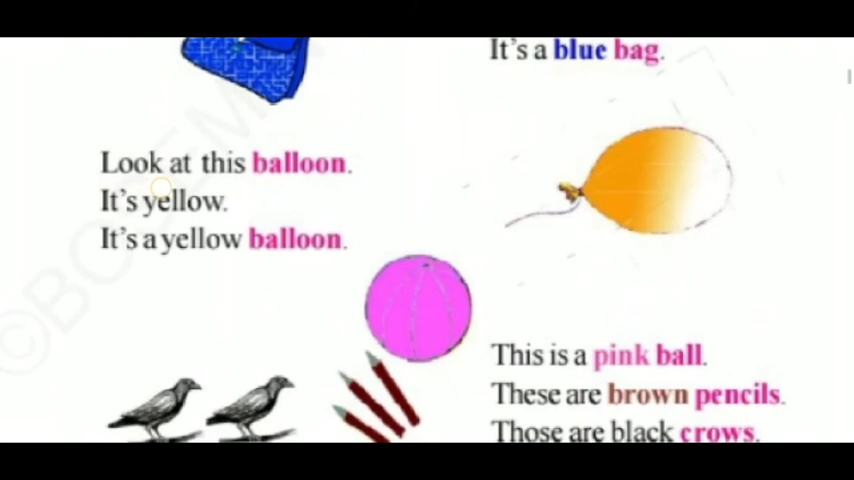 It's a blue bag.
Look at this balloon.
It's yellow.
It's a yellow balloon.
This is a pink ball.
These are brown pencils.
Those are black crows.